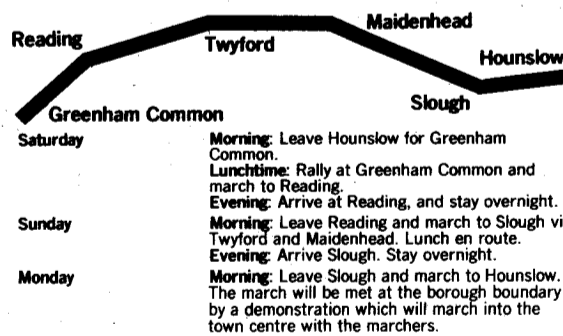 Reading
Twyford
Maidenhead
Hounslow
Slough
Greenham Common
Saturday
Morning: Leave Hounslow for Greenham
Common.
Lunchtime: Rally at Greenham Common and
march to Reading.
Evening: Arrive at Reading, and stay overnight.
Sunday
Morning: Leave Reading and march to Slough vi
Twyford and Maidenhead. Lunch en route.
Evening: Arrive Slough. Stay overnight.
Monday
Morning: Leave Slough and march to Hounslow.
The march will be met at the borough boundary
by a demonstration which will march into the
town centre with the marchers.